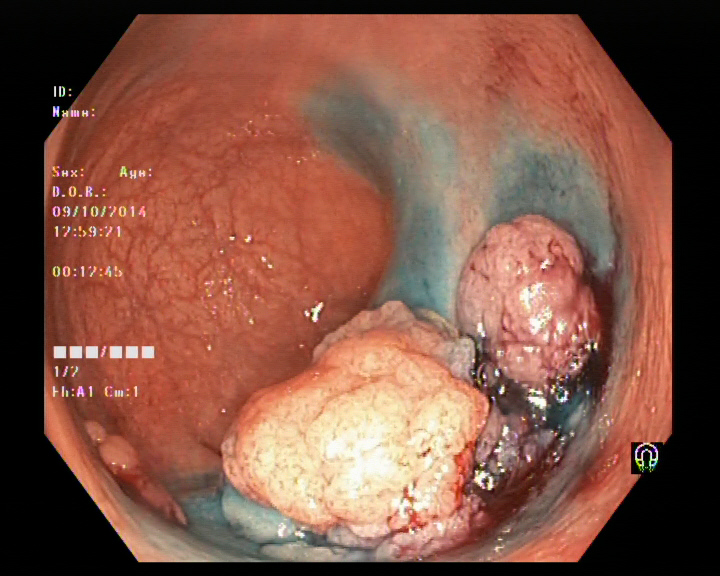 ID:
Name:
Sex: Age:
D.O.B.:
09/10/2014
12:59:21
00:12:45
■■■/■■■
1/2
Eh:A1 Cm:1